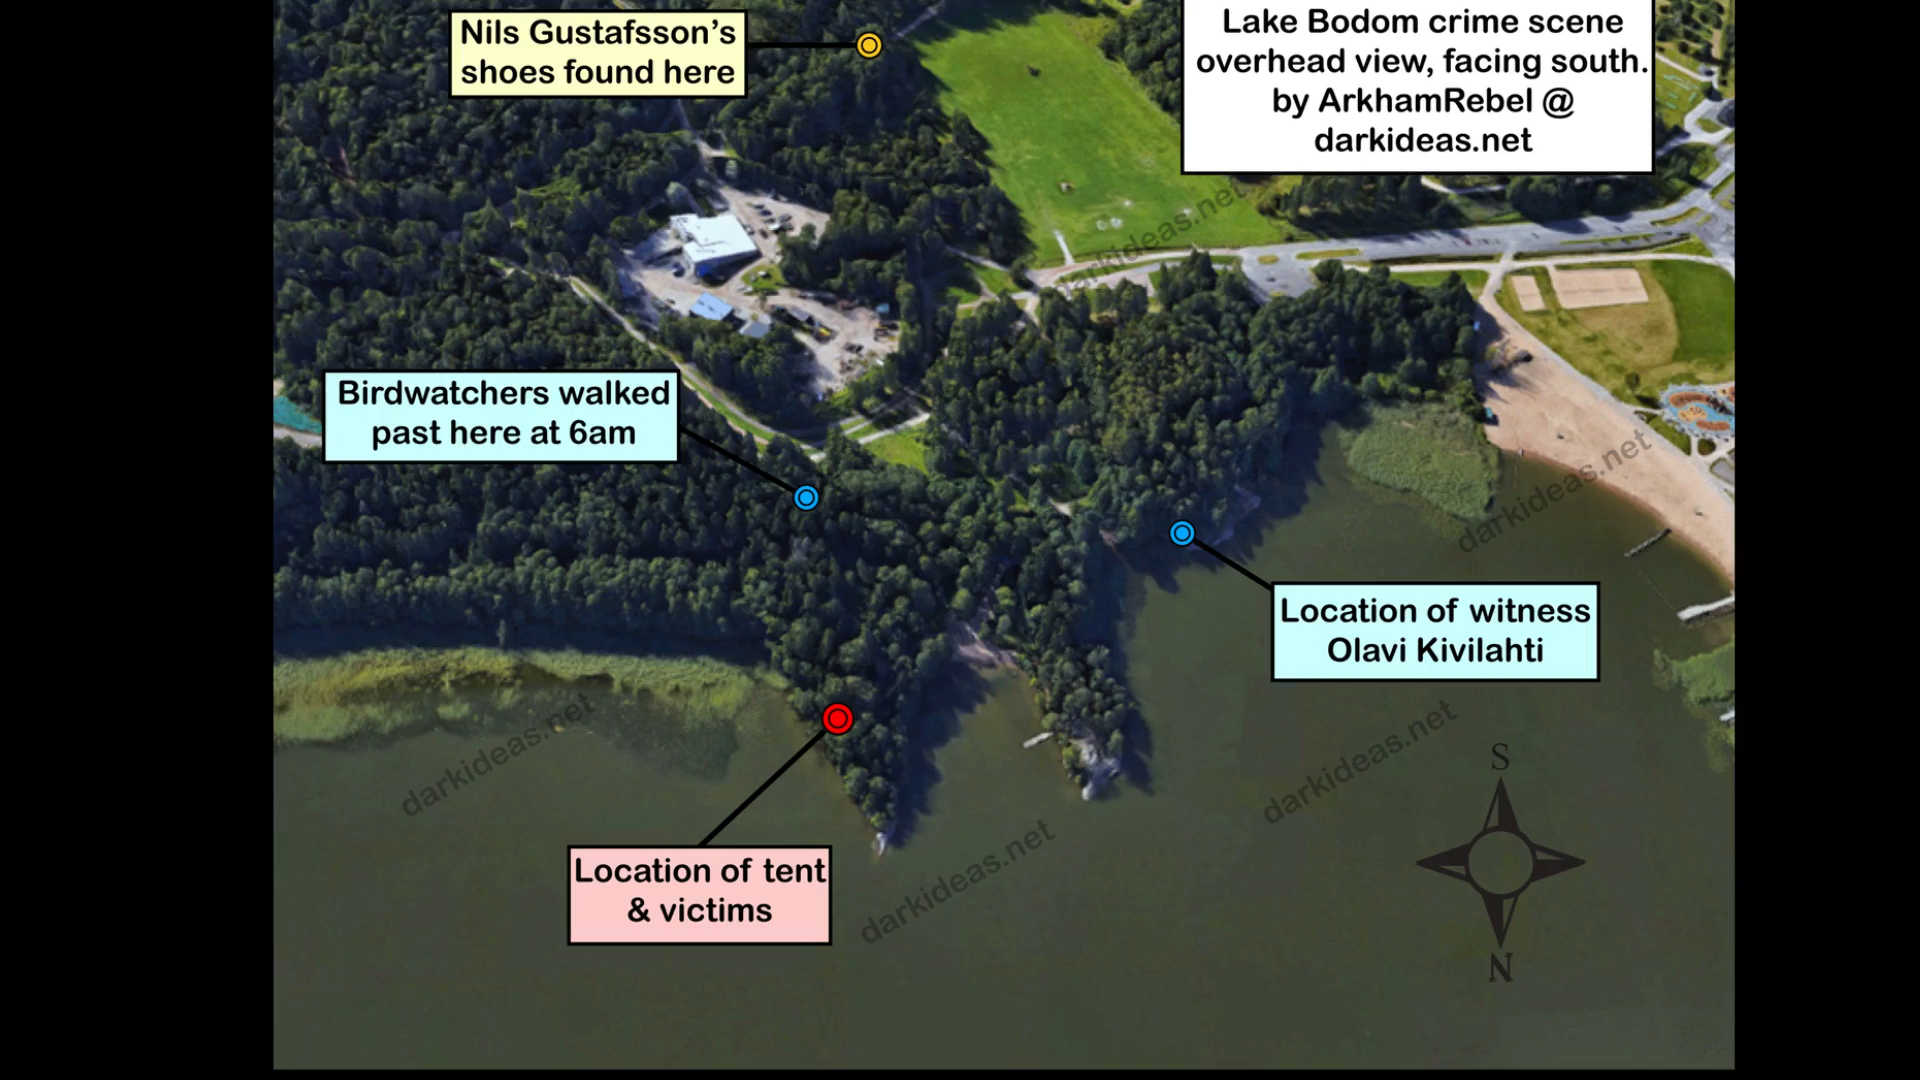 Nils Gustafsson's
shoes found here
Lake Bodom crime scene
overhead view, facing south.
by ArkhamRebel @
darkideas.net
darkideas.net
Birdwatchers walked
past here at 6am
darkideas.net
Location of witness
Olavi Kivilahti
darkideas.net
darkideas.net
S
Location of tent
& victims
darkideas.net
N